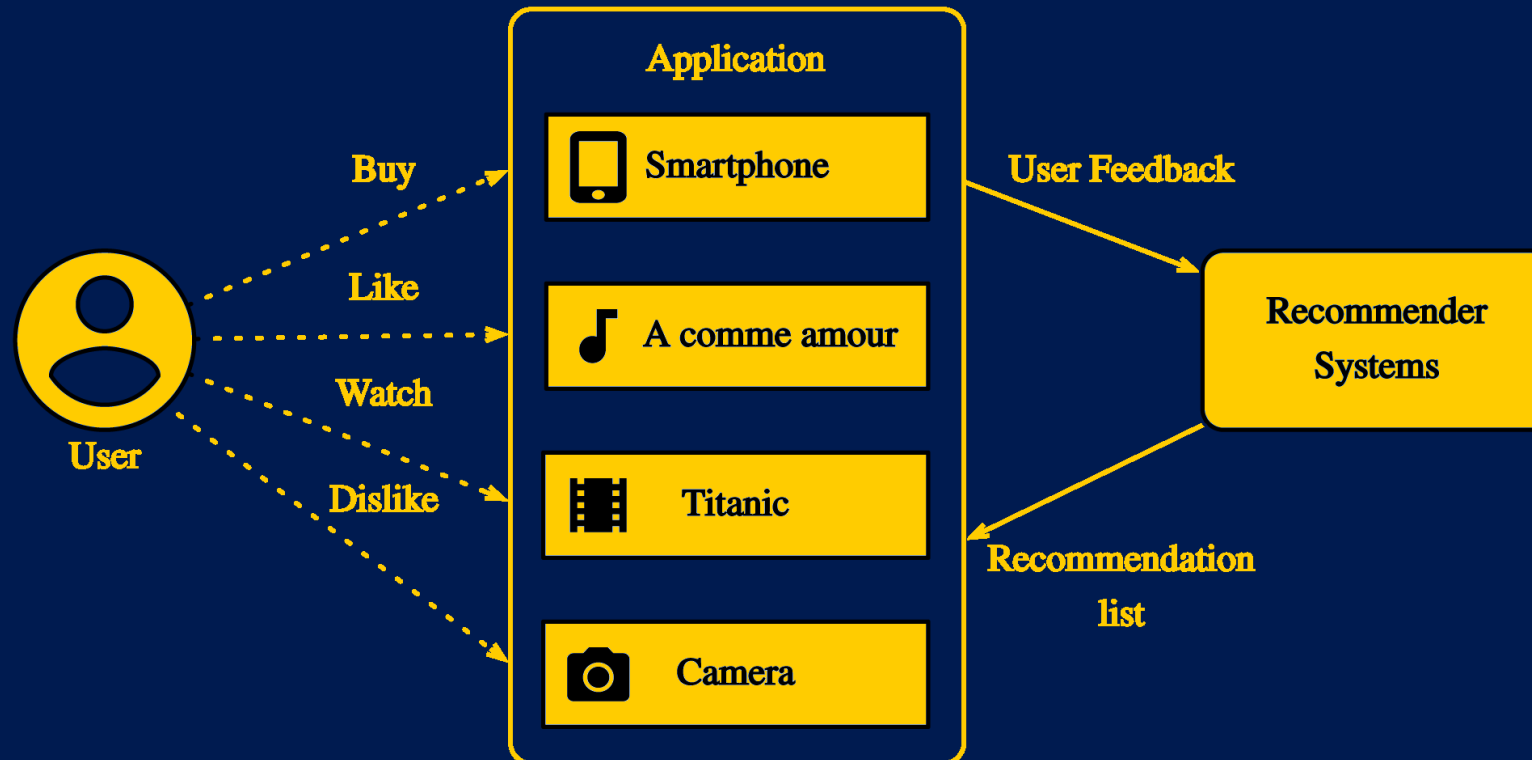 Application
Buy
Smartphone
User Feedback
Like
A comme amour
Recommender
Systems
Watch
User
Dislike
Titanic
Recommendation
list
Camera